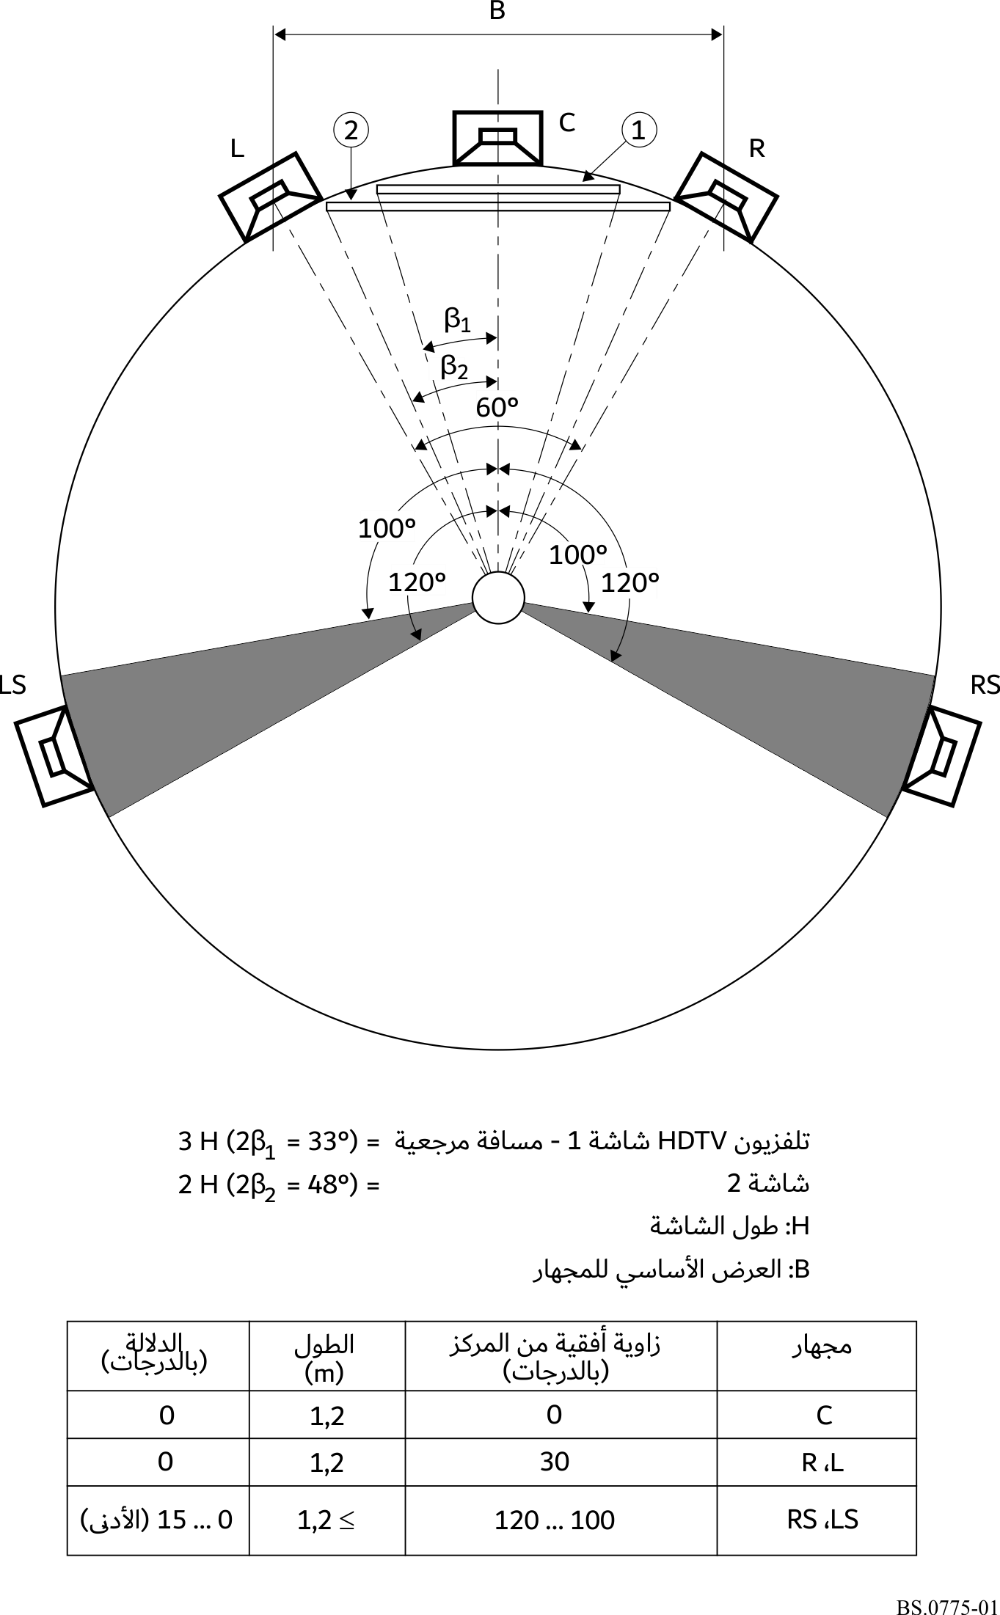 B
C
1
2
L
R
β1
β2
60°
100°
100°
120°
120°
LS
RS
تلفزيون HDTV شاشة 1 - مسافة مرجعية = 3 H (2β1 = 33°)
شاشة 2 = 2 H (2β2 = 48°)
H: طول الشاشة
B: العرض الأساسي للمجهار
مجهار زاوية أفقية من المركز (بالدرجات) الطول (m) الدلالة (بالدرجات)
C 0 1,2 0
R ،L 30 1,2 0
RS ،LS 100 ... 120 ≥ 1,2 0 ... 15 (الأدنى)
BS.0775-01